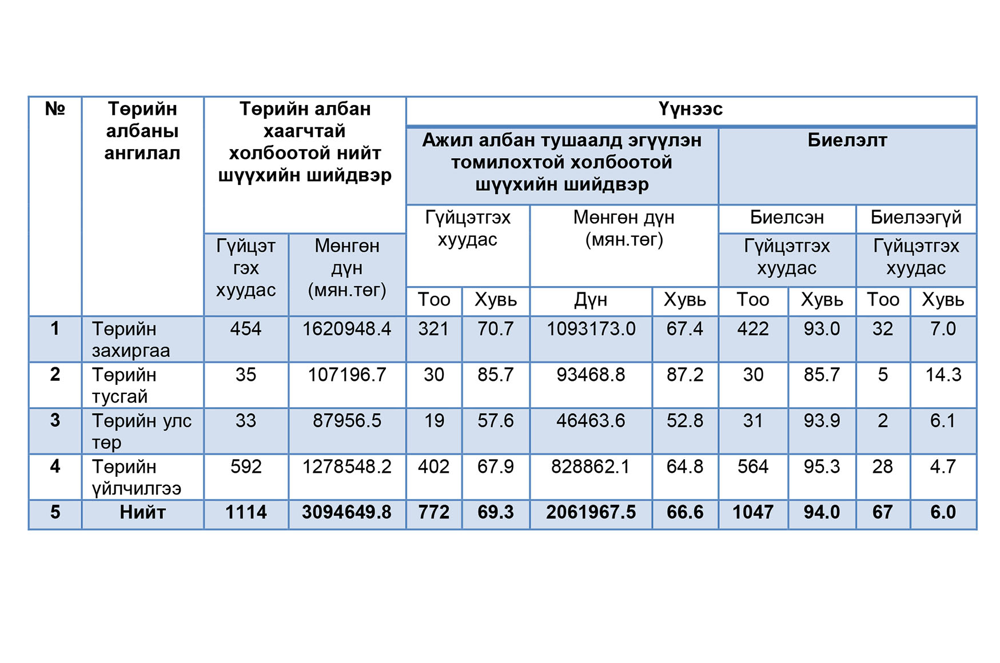 №
Төрийн
албаны
ангилал
Төрийн албан
хаагчтай
холбоотой нийт
шүүхийн шийдвэр
Үүнээс
Ажил албан тушаалд эгүүлэн
томилохтой холбоотой
шүүхийн шийдвэр
Биелэлт
Гүйцэтгэх
хуудас
Мөнгөн дүн
(мян.төг)
Биелсэн
Биелээгүй
Гүйцэт
гэх
хуудас
Мөнгөн
дүн
(мян.төг)
Гүйцэтгэх
хуудас
Гүйцэтгэх
хуудас
Тоо Хувь Дүн Хувь Тоо Хувь Тоо Хувь
1 Төрийн 454 1620948.4 321 70.7 1093173.0 67.4 422 93.0 32 7.0
захиргаа
2 Төрийн 35 107196.7 30 85.7 93468.8 87.2 30 85.7 5 14.3
тусгай
3 Төрийн улс 33 87956.5 19 57.6 46463.6 52.8 31 93.9 2 6.1
төр
4 Төрийн 592 1278548.2 402 67.9 828862.1 64.8 564 95.3 28 4.7
үйлчилгээ
5 Нийт 1114 3094649.8 772 69.3 2061967.5 66.6 1047 94.0 67 6.0